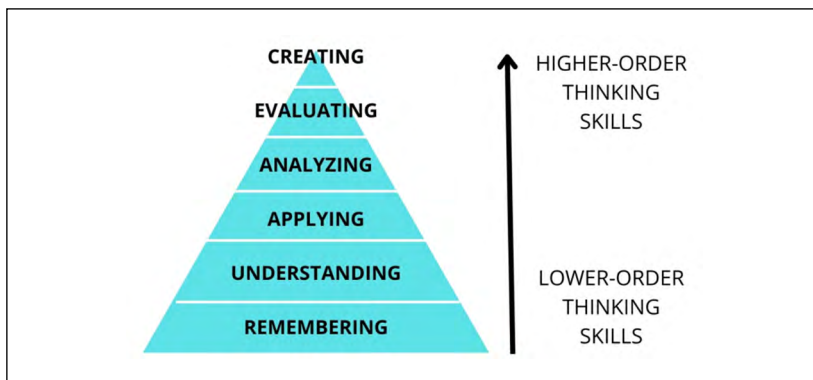 CREATING
EVALUATING
ANALYZING
APPLYING
UNDERSTANDING
REMEMBERING
HIGHER-ORDER
THINKING
SKILLS
LOWER-ORDER
THINKING
SKILLS